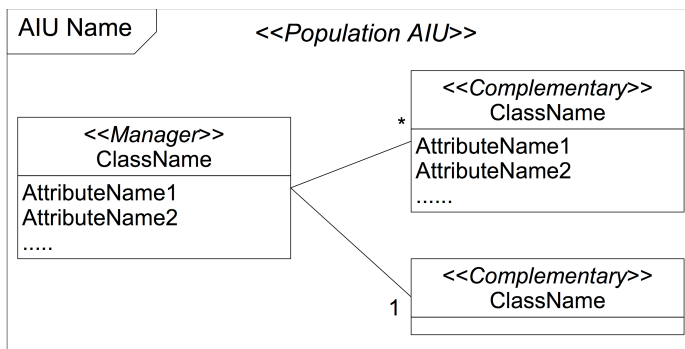 AIU Name
<<Population AIU>>
<<Manager>>
ClassName
AttributeName1
AttributeName2
.....
*
<<Complementary>>
ClassName
AttributeName1
AttributeName2
......
1
<<Complementary>>
ClassName